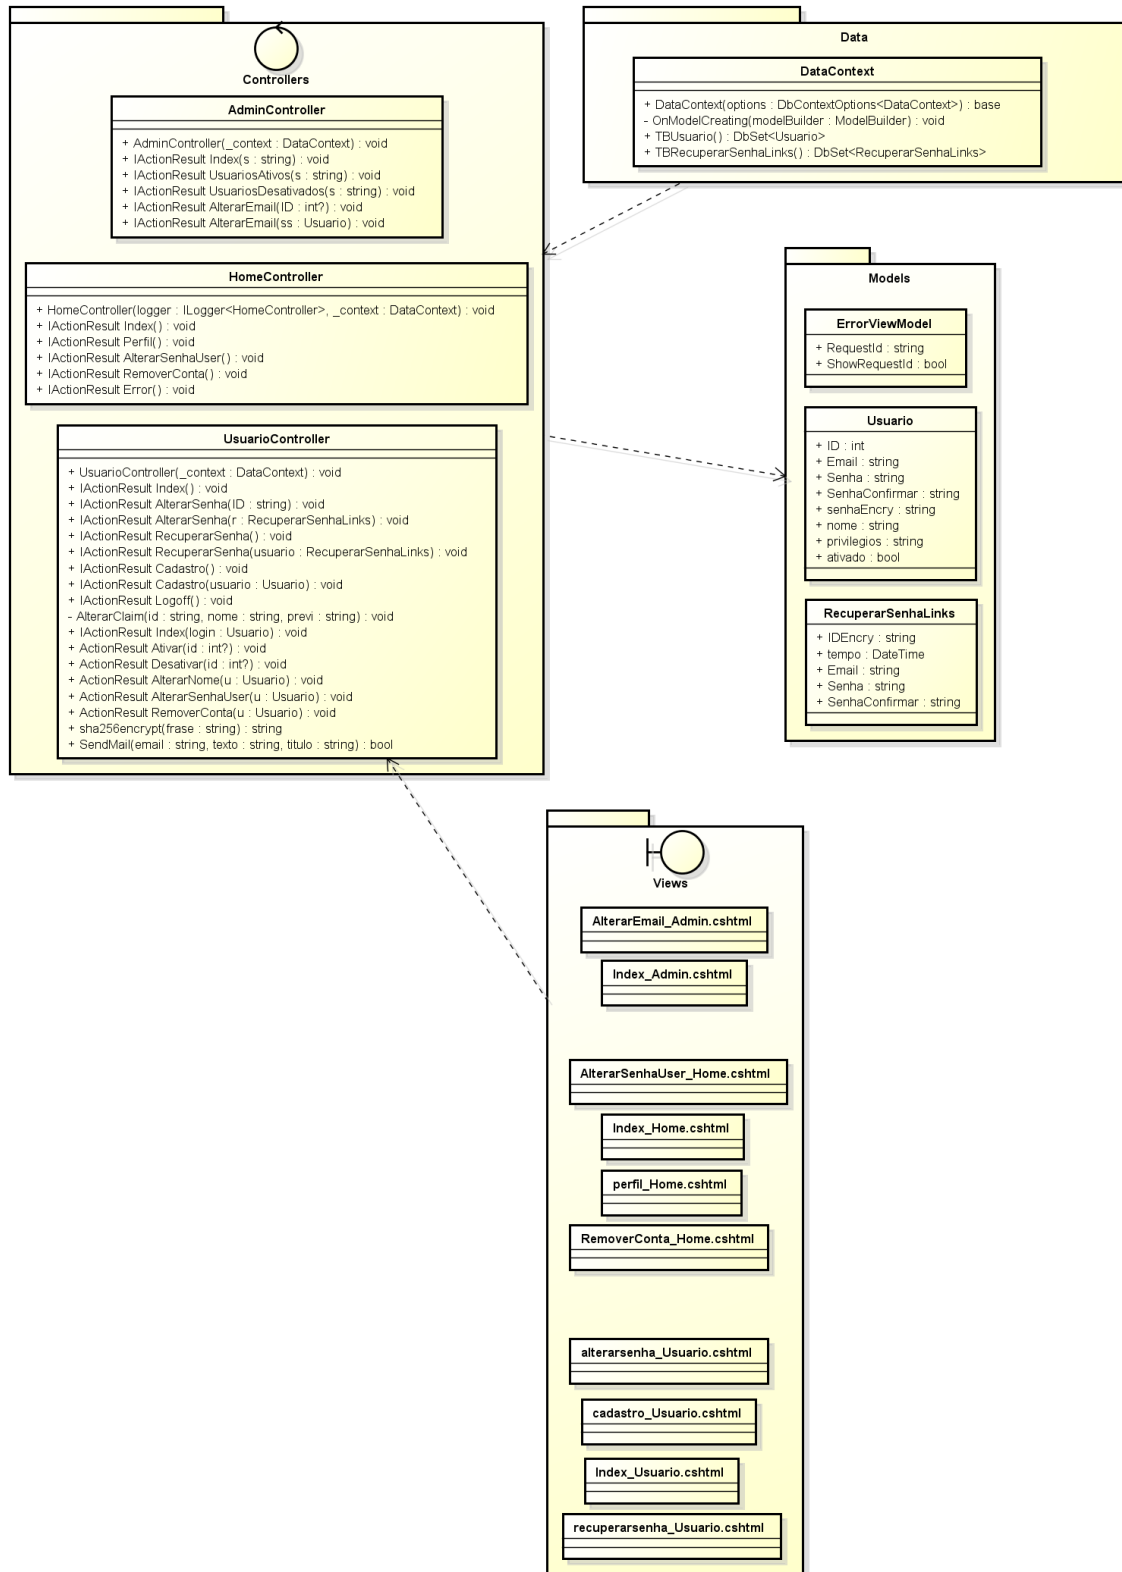 Controllers
AdminController
+ AdminController(_context : DataContext) : void
+ IActionResult Index(s : string) : void
+ IActionResult UsuariosAtivos(s : string) : void
+ IActionResult UsuariosDesativados(s : string) : void
+ IActionResult AlterarEmail(ID : int?) : void
+ IActionResult AlterarEmail(ss : Usuario) : void
HomeController
+ HomeController(logger : ILogger<HomeController>, _context : DataContext) : void
+ IActionResult Index() : void
+ IActionResult Perfil() : void
+ IActionResult AlterarSenhaUser() : void
+ IActionResult RemoverConta() : void
+ IActionResult Error() : void
UsuarioController
+ UsuarioController(_context : DataContext) : void
+ IActionResult Index() : void
+ IActionResult AlterarSenha(ID : string) : void
+ IActionResult AlterarSenha(r : RecuperarSenhaLinks) : void
+ IActionResult RecuperarSenha() : void
+ IActionResult RecuperarSenha(usuario : RecuperarSenhaLinks) : void
+ IActionResult Cadastro() : void
+ IActionResult Cadastro(usuario : Usuario) : void
+ IActionResult Logoff() : void
- AlterarClaim(id : string, nome : string, previ : string) : void
+ IActionResult Index(login : Usuario) : void
+ ActionResult Ativar(id : int?) : void
+ ActionResult Desativar(id : int?) : void
+ ActionResult AlterarNome(u : Usuario) : void
+ ActionResult AlterarSenhaUser(u : Usuario) : void
+ ActionResult RemoverConta(u : Usuario) : void
+ sha256encrypt(frase : string) : string
+ SendMail(email : string, texto : string, titulo : string) : bool
Data
DataContext
+ DataContext(options : DbContextOptions<DataContext>) : base
- OnModelCreating(modelBuilder : ModelBuilder) : void
+ TBUsuario() : DbSet<Usuario>
+ TBRecuperarSenhaLinks() : DbSet<RecuperarSenhaLinks>
Models
ErrorViewModel
+ RequestId : string
+ ShowRequestId : bool
Usuario
+ ID : int
+ Email : string
+ Senha : string
+ SenhaConfirmar : string
+ senhaEncry : string
+ nome : string
+ privilegios : string
+ ativado : bool
RecuperarSenhaLinks
+ IDEncry : string
+ tempo : DateTime
+ Email : string
+ Senha : string
+ SenhaConfirmar : string
Views
AlterarEmail_Admin.cshtml
Index_Admin.cshtml
AlterarSenhaUser_Home.cshtml
Index_Home.cshtml
perfil_Home.cshtml
RemoverConta_Home.cshtml
alterarsenha_Usuario.cshtml
cadastro_Usuario.cshtml
Index_Usuario.cshtml
recuperarsenha_Usuario.cshtml